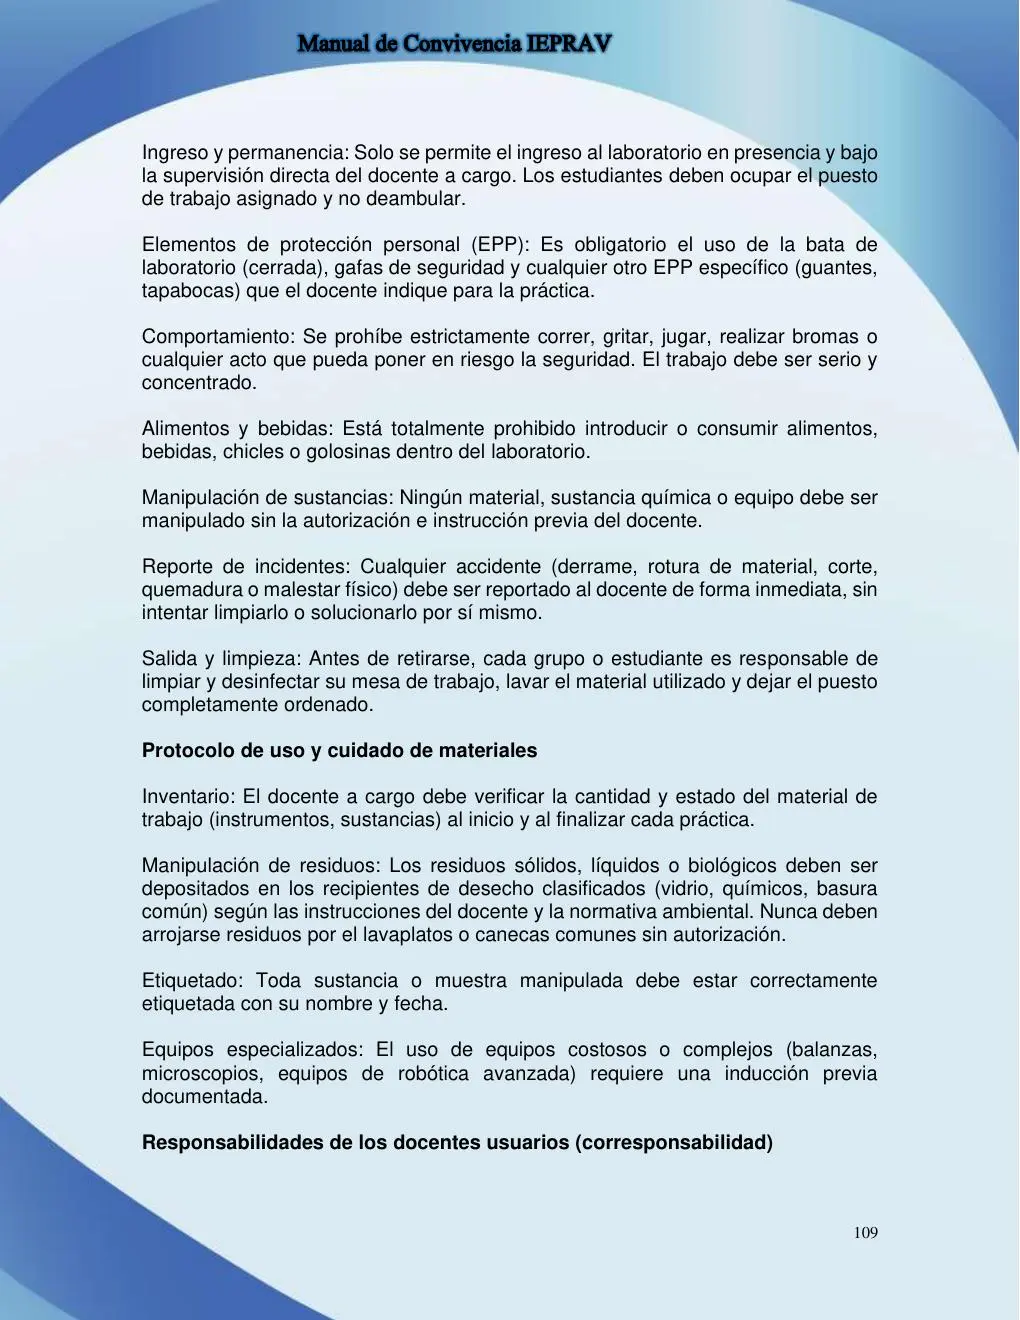 Manual de Convivencia IEPRAV
Ingreso y permanencia: Solo se permite el ingreso al laboratorio en presencia y bajo
la supervisión directa del docente a cargo. Los estudiantes deben ocupar el puesto
de trabajo asignado y no deambular.
Elementos de protección personal (EPP): Es obligatorio el uso de la bata de
laboratorio (cerrada), gafas de seguridad y cualquier otro EPP específico (guantes,
tapabocas) que el docente indique para la práctica.
Comportamiento: Se prohíbe estrictamente correr, gritar, jugar, realizar bromas o
cualquier acto que pueda poner en riesgo la seguridad. El trabajo debe ser serio y
concentrado.
Alimentos y bebidas: Está totalmente prohibido introducir o consumir alimentos,
bebidas, chicles o golosinas dentro del laboratorio.
Manipulación de sustancias: Ningún material, sustancia química o equipo debe ser
manipulado sin la autorización e instrucción previa del docente.
Reporte de incidentes: Cualquier accidente (derrame, rotura de material, corte,
quemadura o malestar físico) debe ser reportado al docente de forma inmediata, sin
intentar limpiarlo o solucionarlo por sí mismo.
Salida y limpieza: Antes de retirarse, cada grupo o estudiante es responsable de
limpiar y desinfectar su mesa de trabajo, lavar el material utilizado y dejar el puesto
completamente ordenado.
Protocolo de uso y cuidado de materiales
Inventario: El docente a cargo debe verificar la cantidad y estado del material de
trabajo (instrumentos, sustancias) al inicio y al finalizar cada práctica.
Manipulación de residuos: Los residuos sólidos, líquidos o biológicos deben ser
depositados en los recipientes de desecho clasificados (vidrio, químicos, basura
común) según las instrucciones del docente y la normativa ambiental. Nunca deben
arrojarse residuos por el lavaplatos o canecas comunes sin autorización.
Etiquetado: Toda sustancia o muestra manipulada debe estar correctamente
etiquetada con su nombre y fecha.
Equipos especializados: El uso de equipos costosos o complejos (balanzas,
microscopios, equipos de robótica avanzada) requiere una inducción previa
documentada.
Responsabilidades de los docentes usuarios (corresponsabilidad)
109